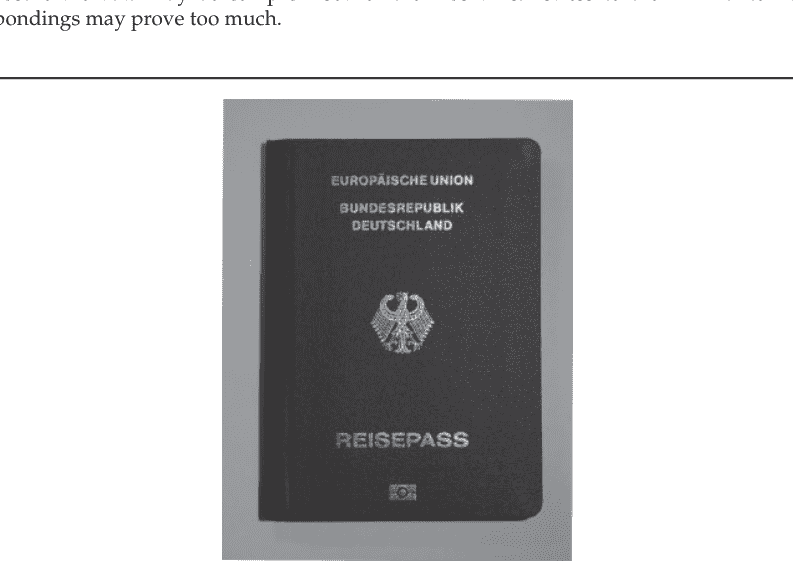 pondings may prove too much.
EUROPÄISCHE UNION
BUNDESREPUBLIK
DEUTSCHLAND
REISEPASS